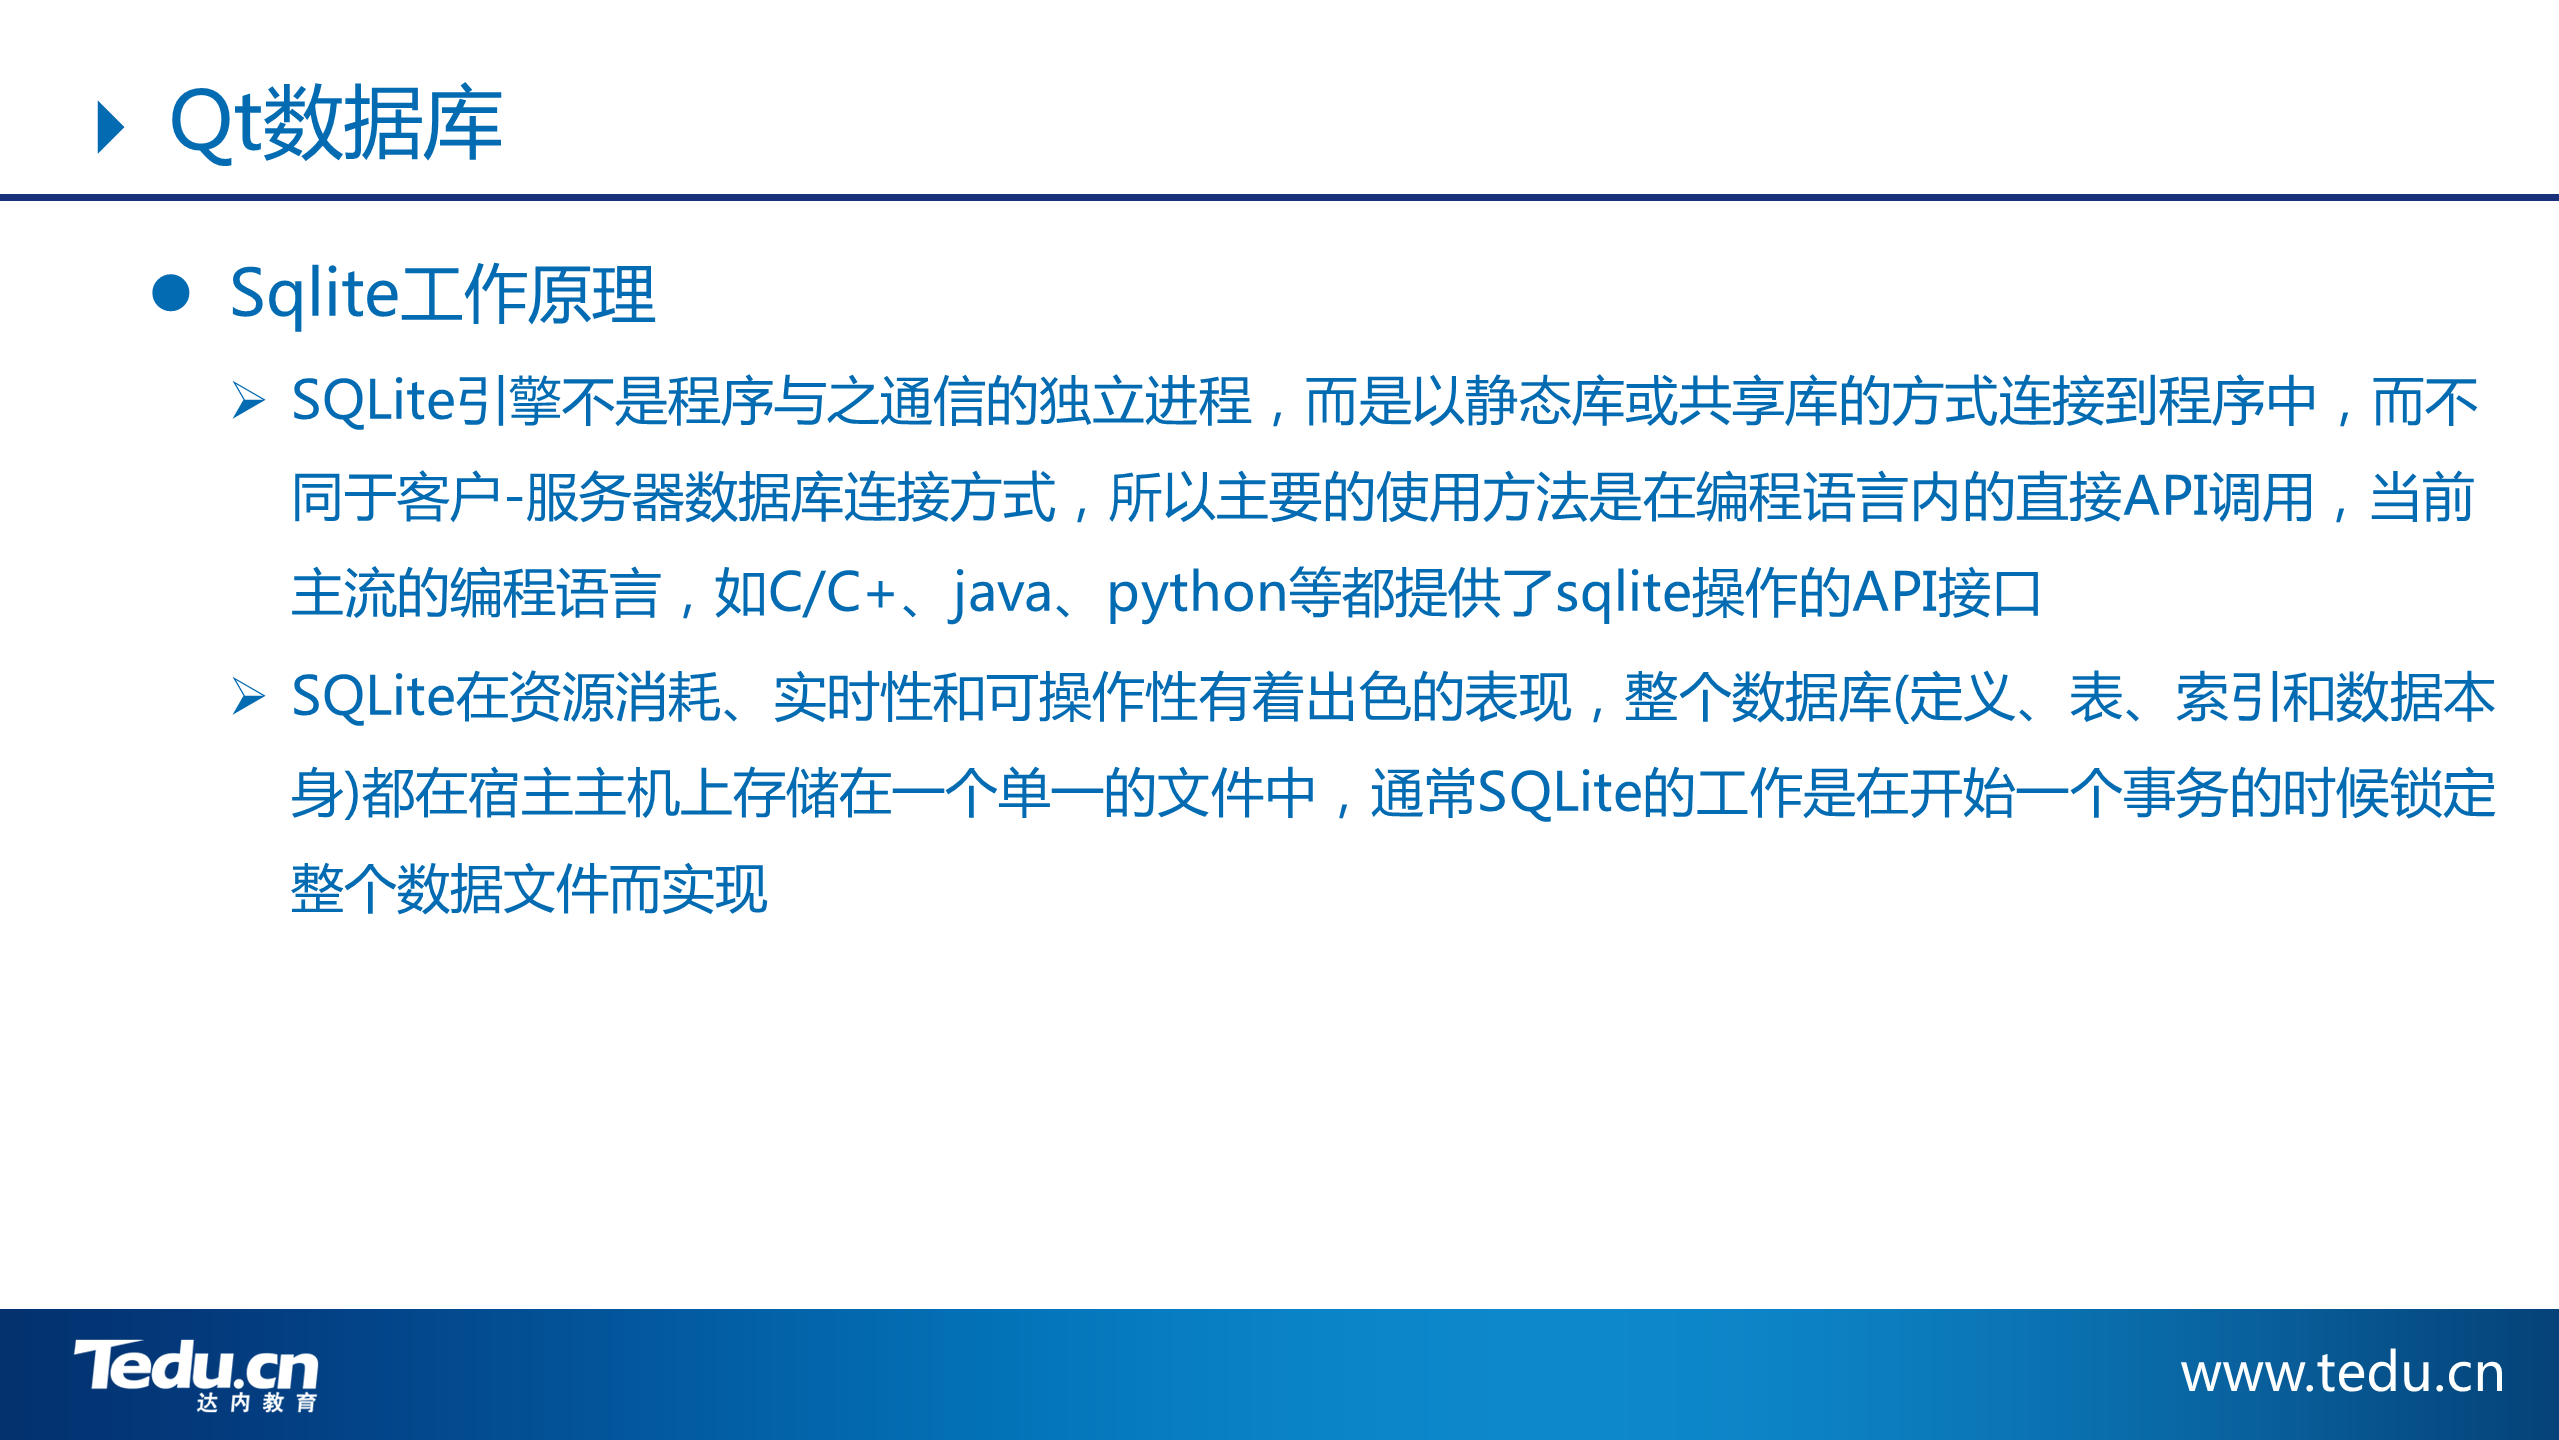 Qt数据库
Sqlite工作原理
SQLite引擎不是程序与之通信的独立进程，而是以静态库或共享库的方式连接到程序中，而不
同于客户-服务器数据库连接方式，所以主要的使用方法是在编程语言内的直接API调用，当前
主流的编程语言，如C/C+、java、python等都提供了sqlite操作的API接口
SQLite在资源消耗、实时性和可操作性有着出色的表现，整个数据库(定义、表、索引和数据本
身)都在宿主主机上存储在一个单一的文件中，通常SQLite的工作是在开始一个事务的时候锁定
整个数据文件而实现
Tedu.cn
达内教育
www.tedu.cn